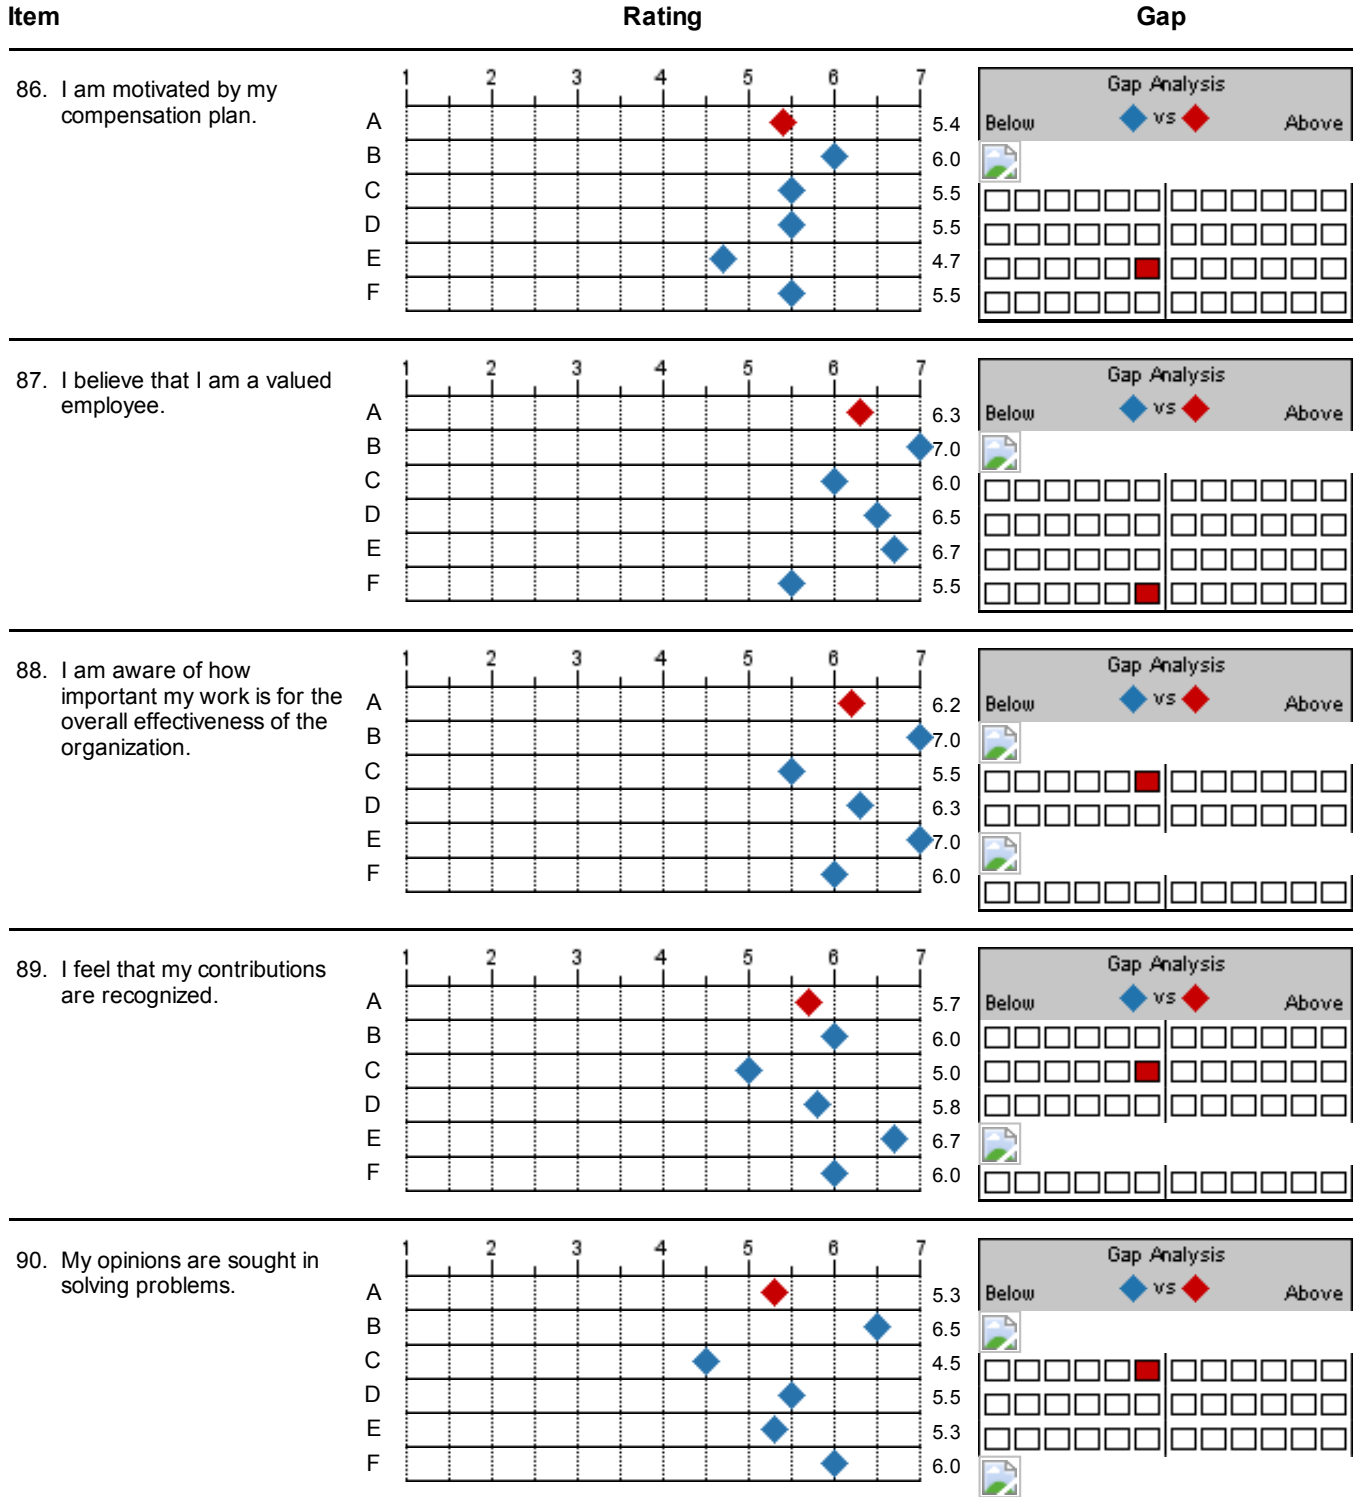 Item Rating Gap
86. I am motivated by my
compensation plan.
1 2 3 4 5 6 7
A 5.4
B 6.0
C 5.5
D 5.5
E 4.7
F 5.5
Gap Analysis
Below vs Above
87. I believe that I am a valued
employee.
1 2 3 4 5 6 7
A 6.3
B 7.0
C 6.0
D 6.5
E 6.7
F 5.5
Gap Analysis
Below vs Above
88. I am aware of how
important my work is for the
overall effectiveness of the
organization.
1 2 3 4 5 6 7
A 6.2
B 7.0
C 5.5
D 6.3
E 7.0
F 6.0
Gap Analysis
Below vs Above
89. I feel that my contributions
are recognized.
1 2 3 4 5 6 7
A 5.7
B 6.0
C 5.0
D 5.8
E 6.7
F 6.0
Gap Analysis
Below vs Above
90. My opinions are sought in
solving problems.
1 2 3 4 5 6 7
A 5.3
B 6.5
C 4.5
D 5.5
E 5.3
F 6.0
Gap Analysis
Below vs Above